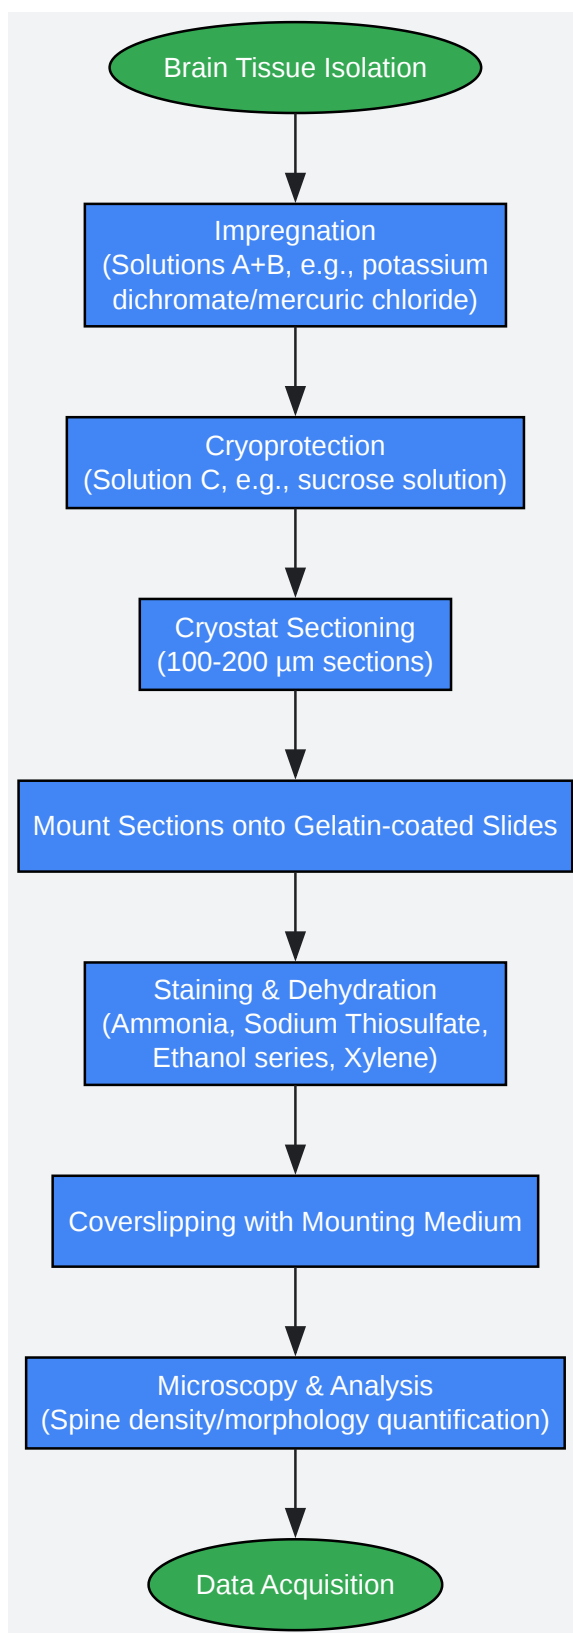 Brain Tissue Isolation
Impregnation
(Solutions A+B, e.g., potassium
dichromate/mercuric chloride)
Cryoprotection
(Solution C, e.g., sucrose solution)
Cryostat Sectioning
(100-200 µm sections)
Mount Sections onto Gelatin-coated Slides
Staining & Dehydration
(Ammonia, Sodium Thiosulfate,
Ethanol series, Xylene)
Coverslipping with Mounting Medium
Microscopy & Analysis
(Spine density/morphology quantification)
Data Acquisition